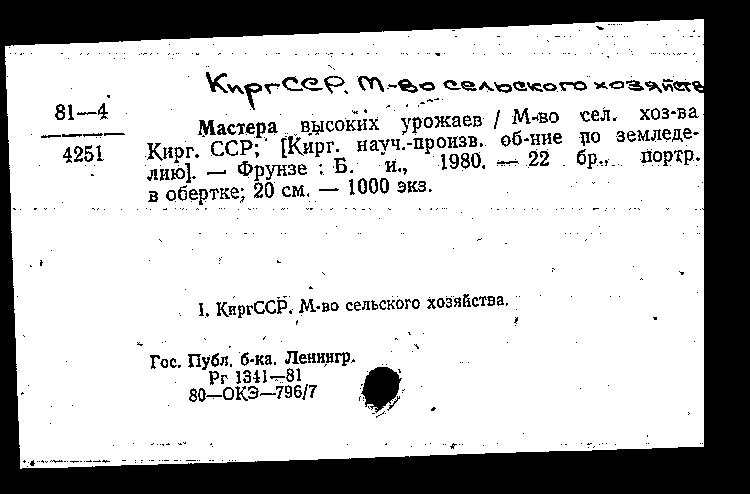 КиргССР. М-во сельского хозяйств
81—4
4251
Мастера высоких урожаев / М-во сел. хоз-ва
Кирг. ССР; [Кирг. науч.-произв. об-ние по земледе-
лию]. — Фрунзе : Б. и., 1980. — 22 бр., портр.
в обертке; 20 см. — 1000 экз.
I. КиргССР. М-во сельского хозяйства.
Гос. Публ. б-ка. Ленингр.
Рг 1341—81
80—ОКЭ—796/7